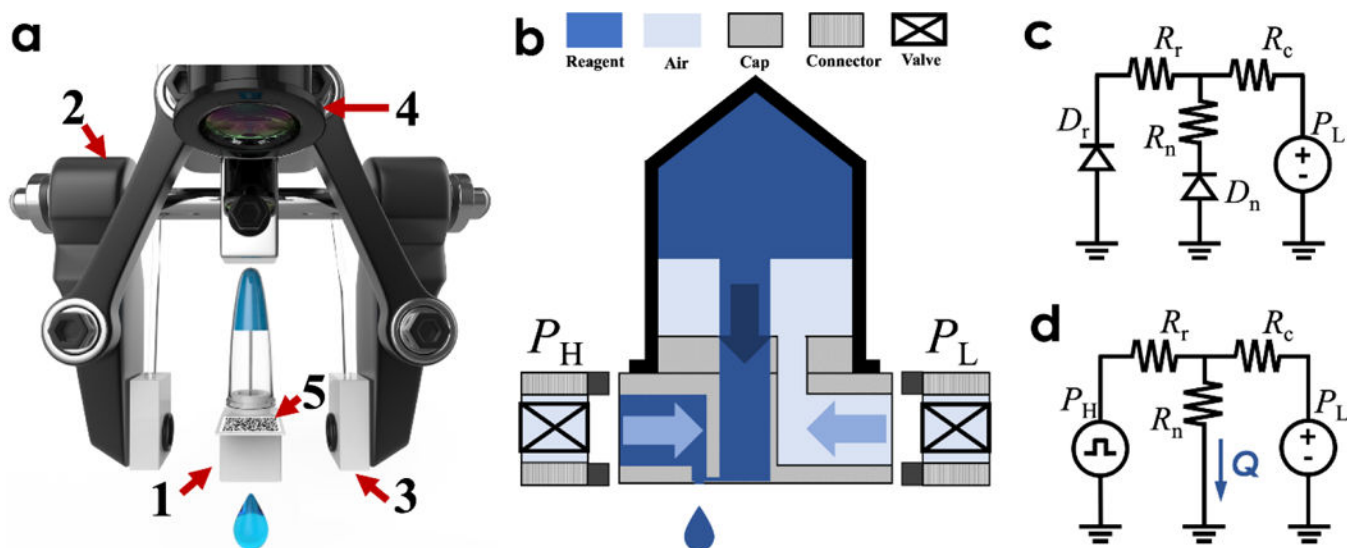 a
2
4
5
1
3
b
Reagent Air Cap Connector Valve
P_H
P_L
c
R_r R_c
D_r
R_n
P_L
+
-
D_n
d
R_r R_c
P_H
R_n
P_L
+
-
Q